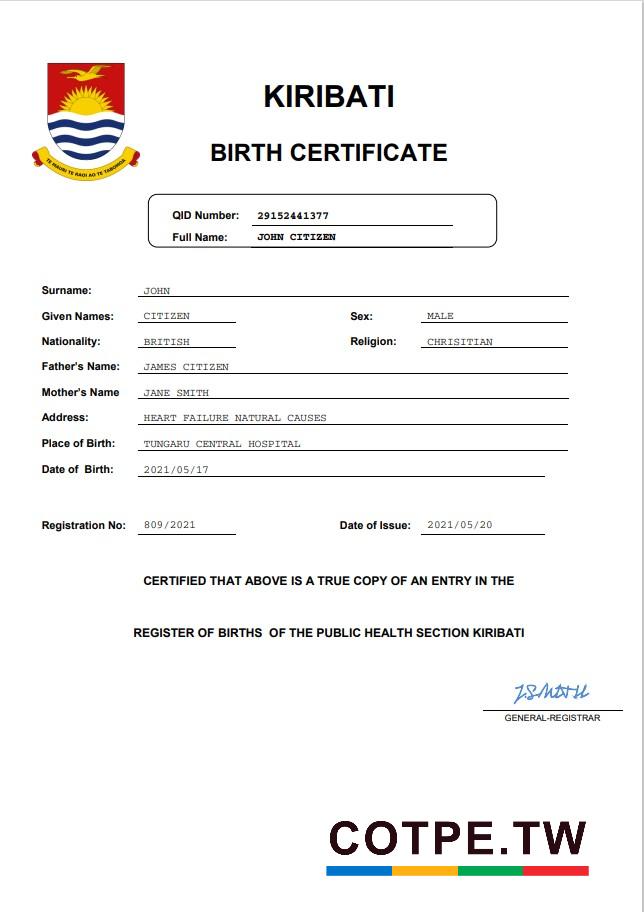 KIRIBATI
BIRTH CERTIFICATE
TE MAURI TE RAOI AO TE TABOMOA
QID Number: 29152441377
Full Name: JOHN CITIZEN
Surname: JOHN
Given Names: CITIZEN Sex: MALE
Nationality: BRITISH Religion: CHRISITIAN
Father's Name: JAMES CITIZEN
Mother's Name JANE SMITH
Address: HEART FAILURE NATURAL CAUSES
Place of Birth: TUNGARU CENTRAL HOSPITAL
Date of Birth: 2021/05/17
Registration No: 809/2021 Date of Issue: 2021/05/20
CERTIFIED THAT ABOVE IS A TRUE COPY OF AN ENTRY IN THE
REGISTER OF BIRTHS OF THE PUBLIC HEALTH SECTION KIRIBATI
J.SMITH
GENERAL-REGISTRAR
COTPE.TW